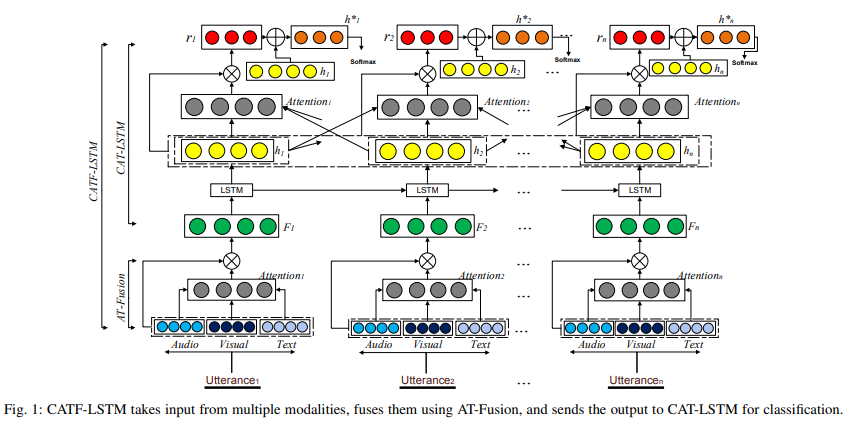 r1 h*1 r2 h*2 ... rn h*n
Softmax Softmax Softmax
h1 h2 ... hn
Attention1 Attention2 ... Attentionn
h1 h2 ... hn
CATF-LSTM
CAT-LSTM
LSTM LSTM ... LSTM
F1 F2 ... Fn
AT-Fusion
Attention1 Attention2 ... Attentionn
...
Audio Visual Text Audio Visual Text Audio Visual Text
Utterance1 Utterance2 ... Utterancen
Fig. 1: CATF-LSTM takes input from multiple modalities, fuses them using AT-Fusion, and sends the output to CAT-LSTM for classification.